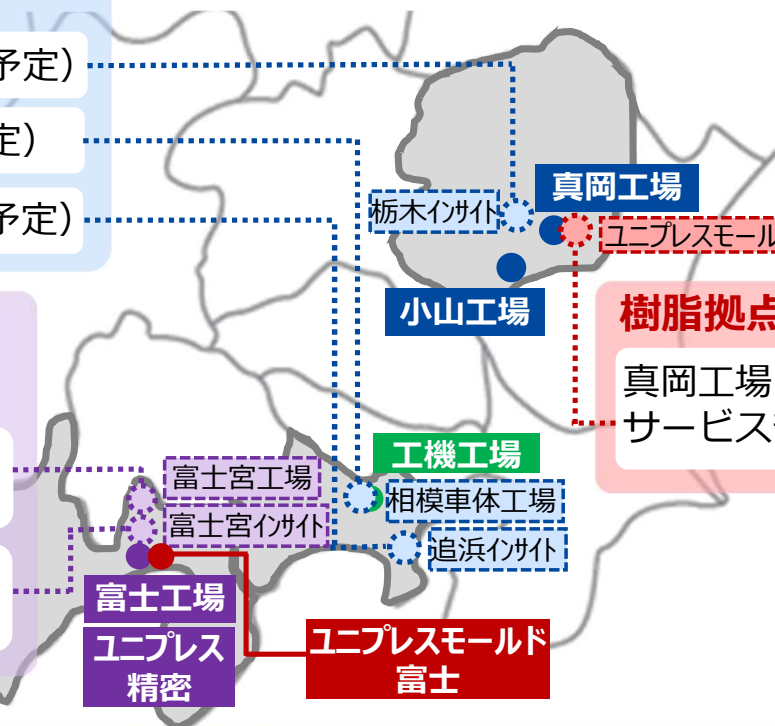 予定）
定）
予定）
栃木インサイト
真岡工場
ユニプレスモール
小山工場
樹脂拠点
真岡工場
サービス
工機工場
相模車体工場
追浜インサイト
富士宮工場
富士宮インサイト
富士工場
ユニプレス
精密
ユニプレスモールド
富士